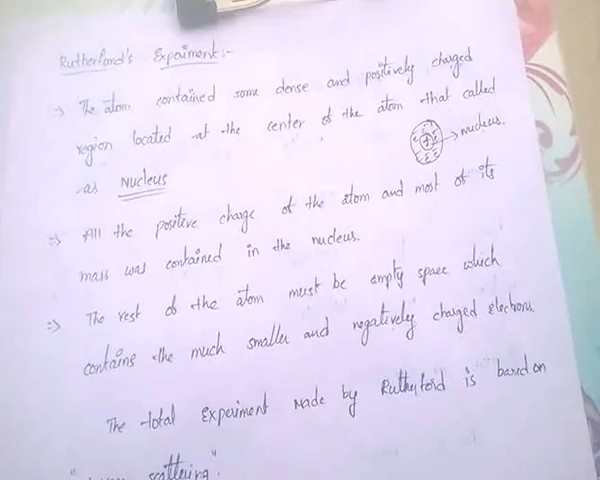 Rutherford's Experiment:-
→ The atom contained some dense and positively charged
region located at the center of the atom that called
as Nucleus
→ nucleus.
⇒ All the positive charge of the atom and most of its
mass was contained in the nucleus.
⇒ The rest of the atom must be empty space which
contains the much smaller and negatively charged electrons
The total Experiment made by Rutherford is based on
" scattering"